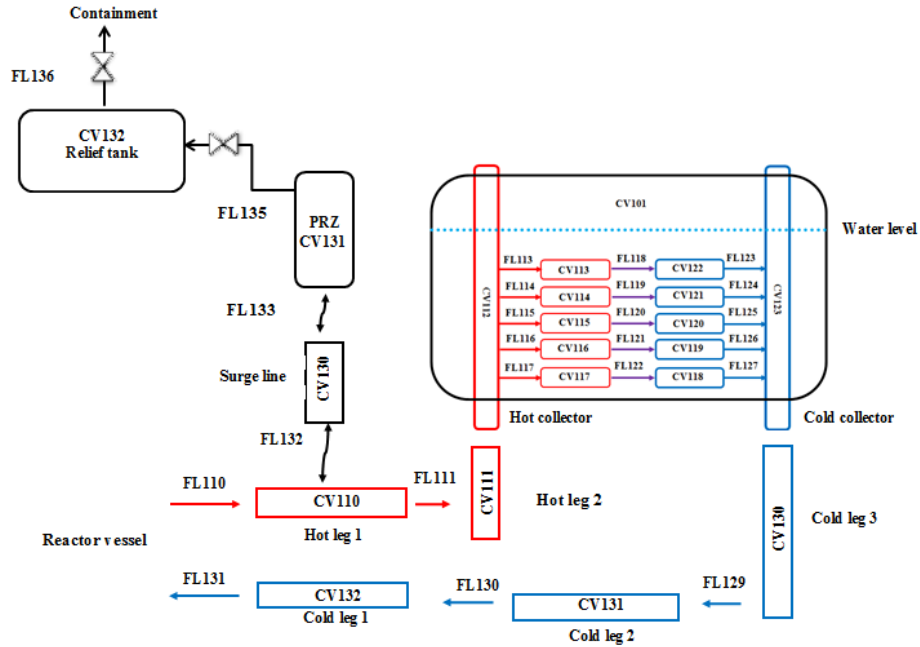 Containment
FL136
CV132
Relief tank
FL135
PRZ
CV131
FL133
Surge line
CV130
FL132
CV101
Water level
FL113
CV113
FL118
CV122
FL123
FL114
CV114
FL119
CV121
FL124
FL115
CV115
FL120
CV120
FL125
FL116
CV116
FL121
CV119
FL126
FL117
CV117
FL122
CV118
FL127
CV112
CV123
Hot collector
Cold collector
FL110
CV110
Hot leg 1
FL111
CV111
Hot leg 2
CV130
Cold leg 3
Reactor vessel
FL131
CV132
Cold leg 1
FL130
CV131
Cold leg 2
FL129